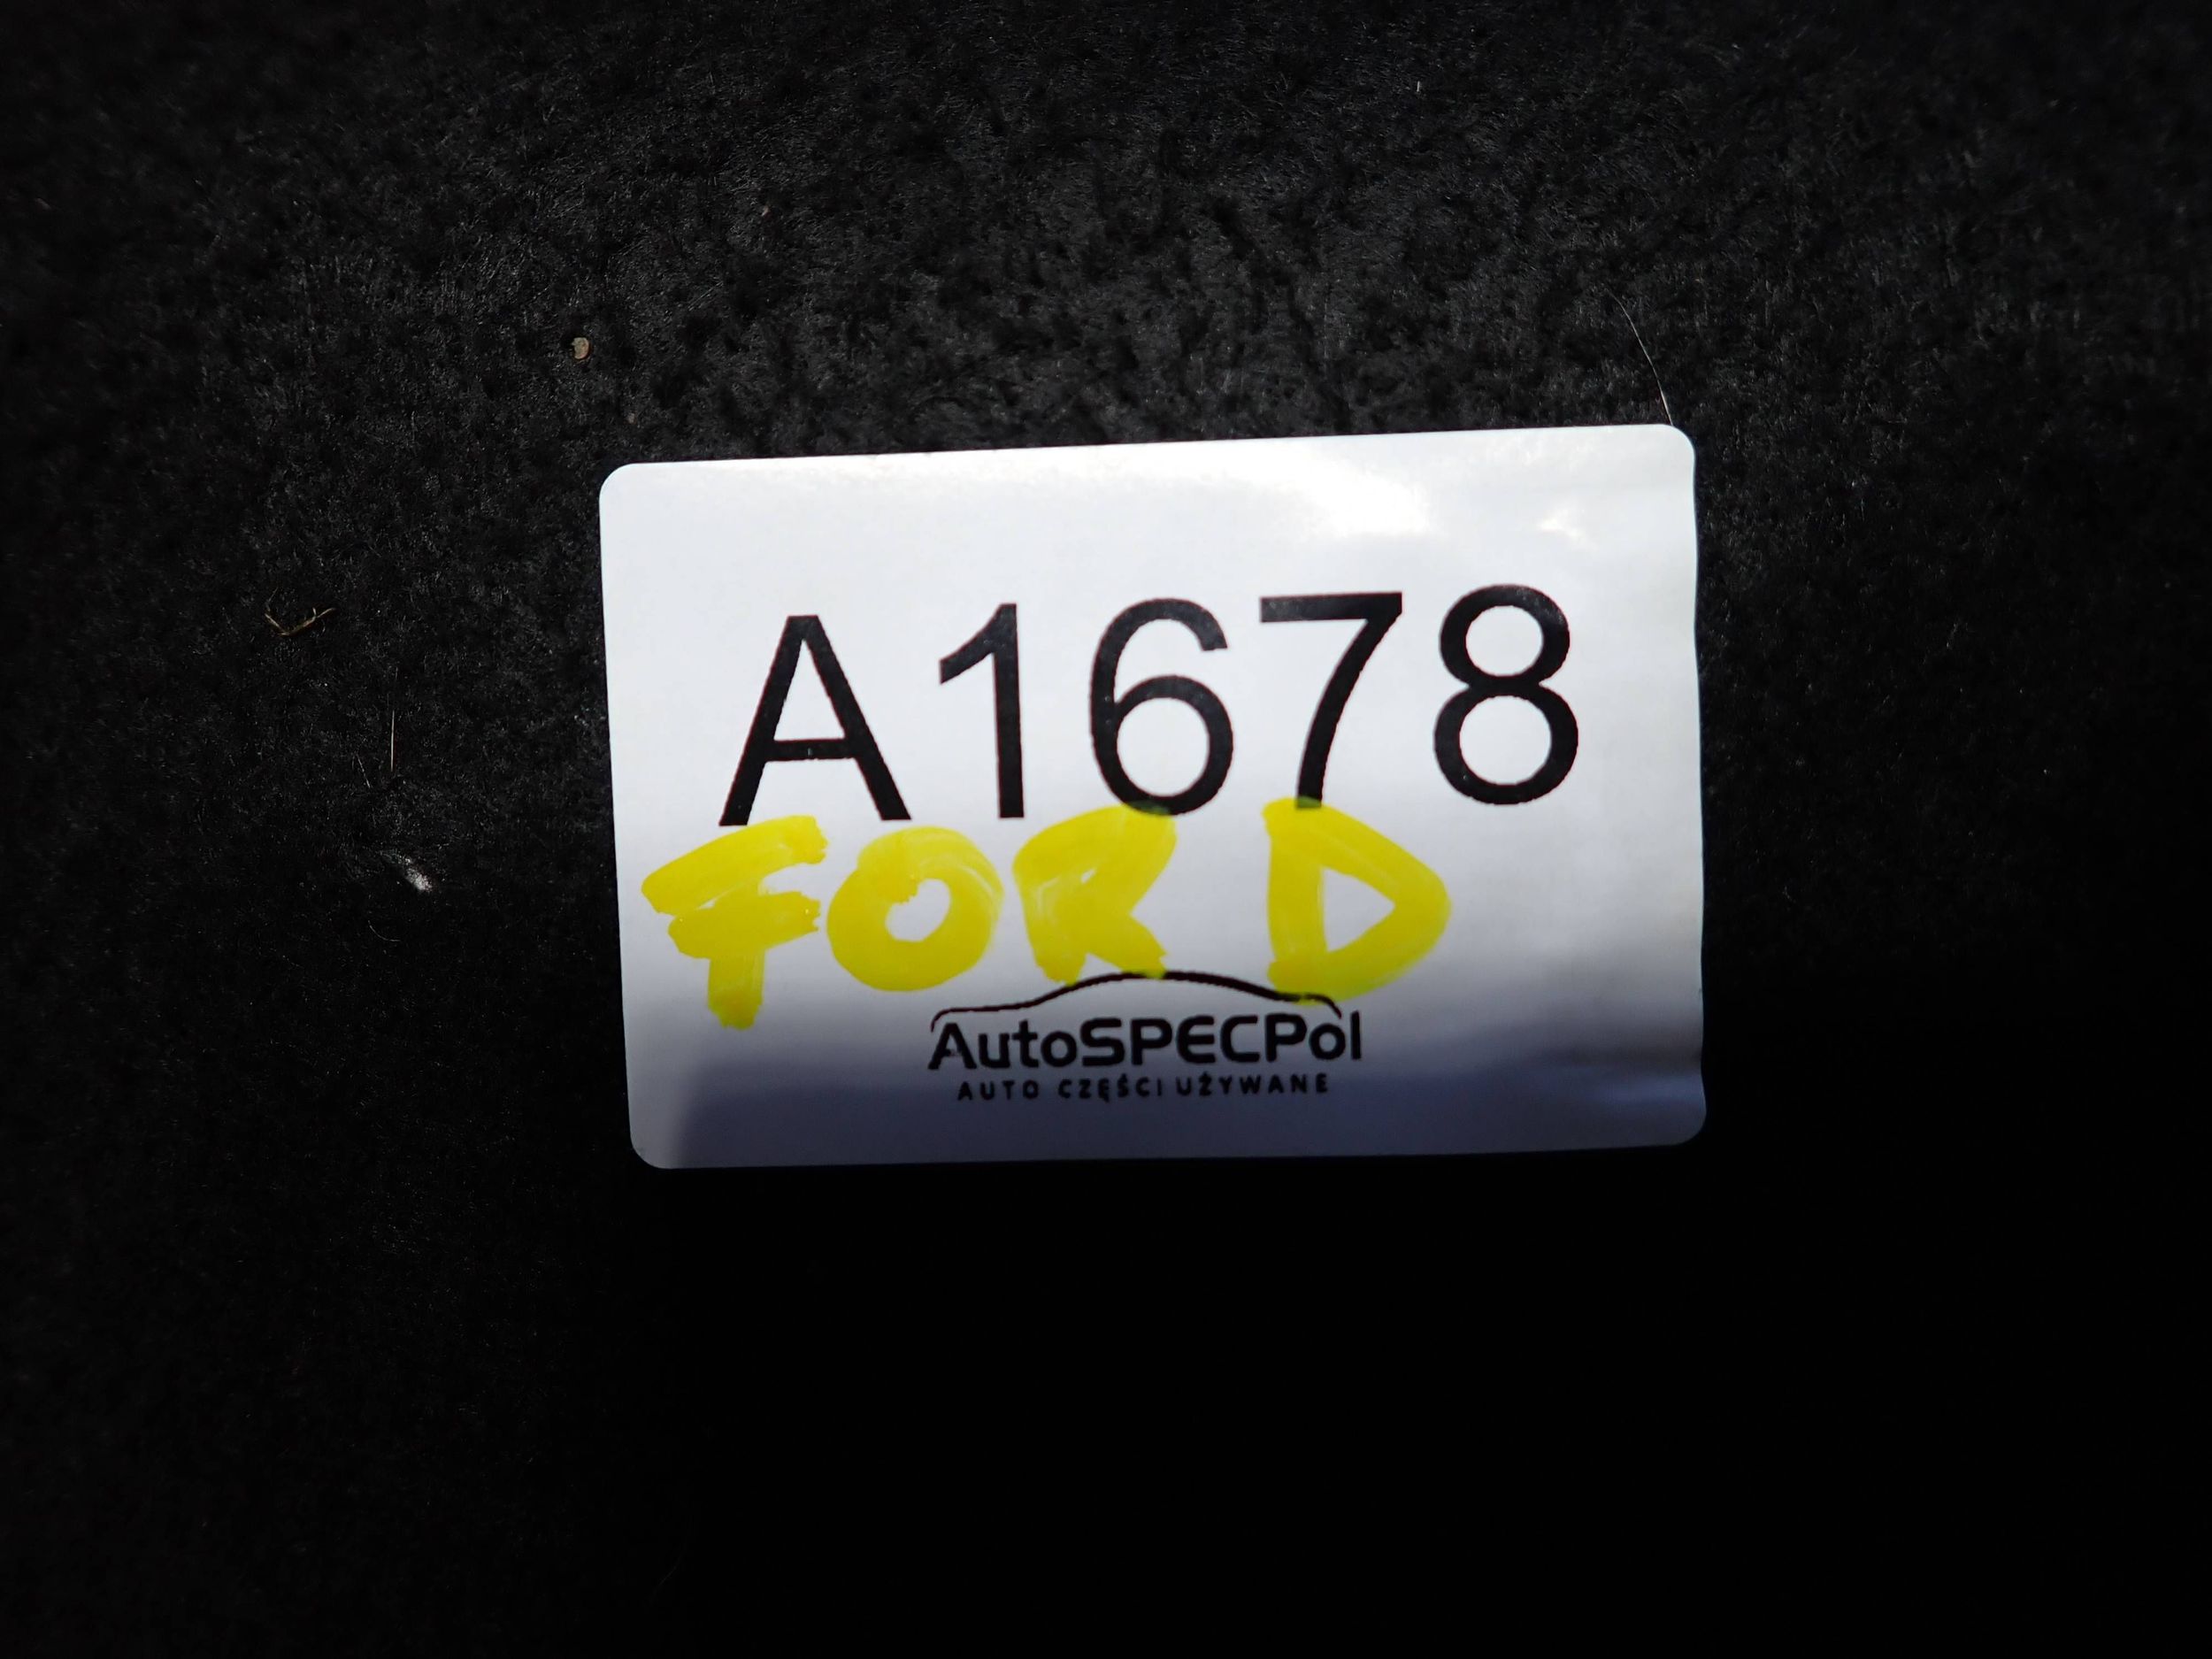 A1678
FORD
AutoSPECPol
AUTO CZĘŚCI UŻYWANE